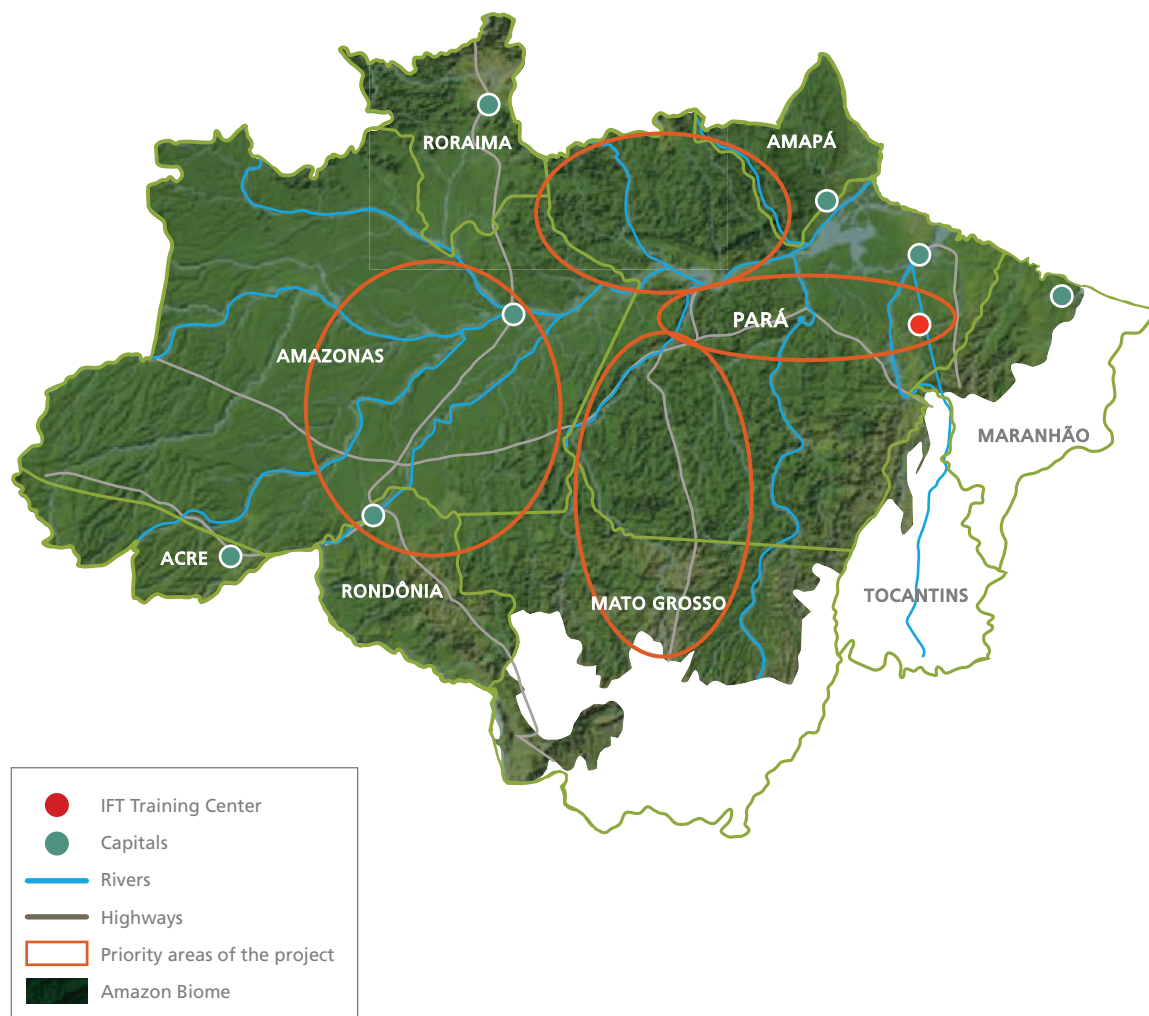 RORAIMA
AMAPÁ
PARÁ
AMAZONAS
MARANHÃO
ACRE
RONDÔNIA
MATO GROSSO
TOCANTINS
IFT Training Center
Capitals
Rivers
Highways
Priority areas of the project
Amazon Biome